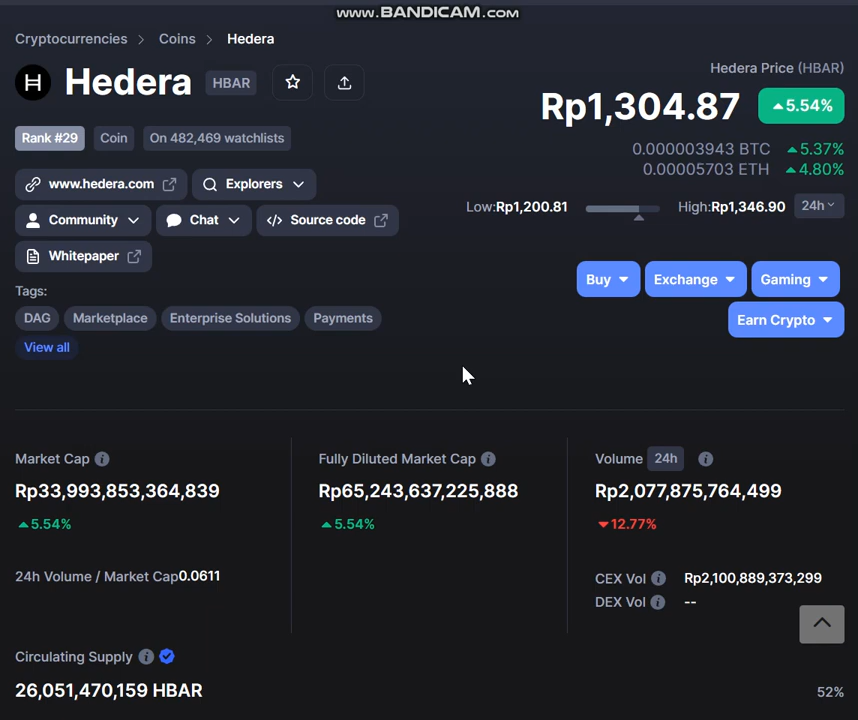 www.BANDICAM.com
Cryptocurrencies > Coins > Hedera
Hedera HBAR
Hedera Price (HBAR)
Rp1,304.87 5.54%
Rank #29 Coin On 482,469 watchlists
0.000003943 BTC 5.37%
0.00005703 ETH 4.80%
www.hedera.com Explorers
Low:Rp1,200.81 High:Rp1,346.90 24h
Community Chat Source code
Whitepaper
Buy Exchange Gaming
Earn Crypto
Tags:
DAG Marketplace Enterprise Solutions Payments
View all
Market Cap Fully Diluted Market Cap Volume 24h
Rp33,993,853,364,839 Rp65,243,637,225,888 Rp2,077,875,764,499
5.54% 5.54% 12.77%
24h Volume / Market Cap0.0611
CEX Vol Rp2,100,889,373,299
DEX Vol --
Circulating Supply
26,051,470,159 HBAR 52%